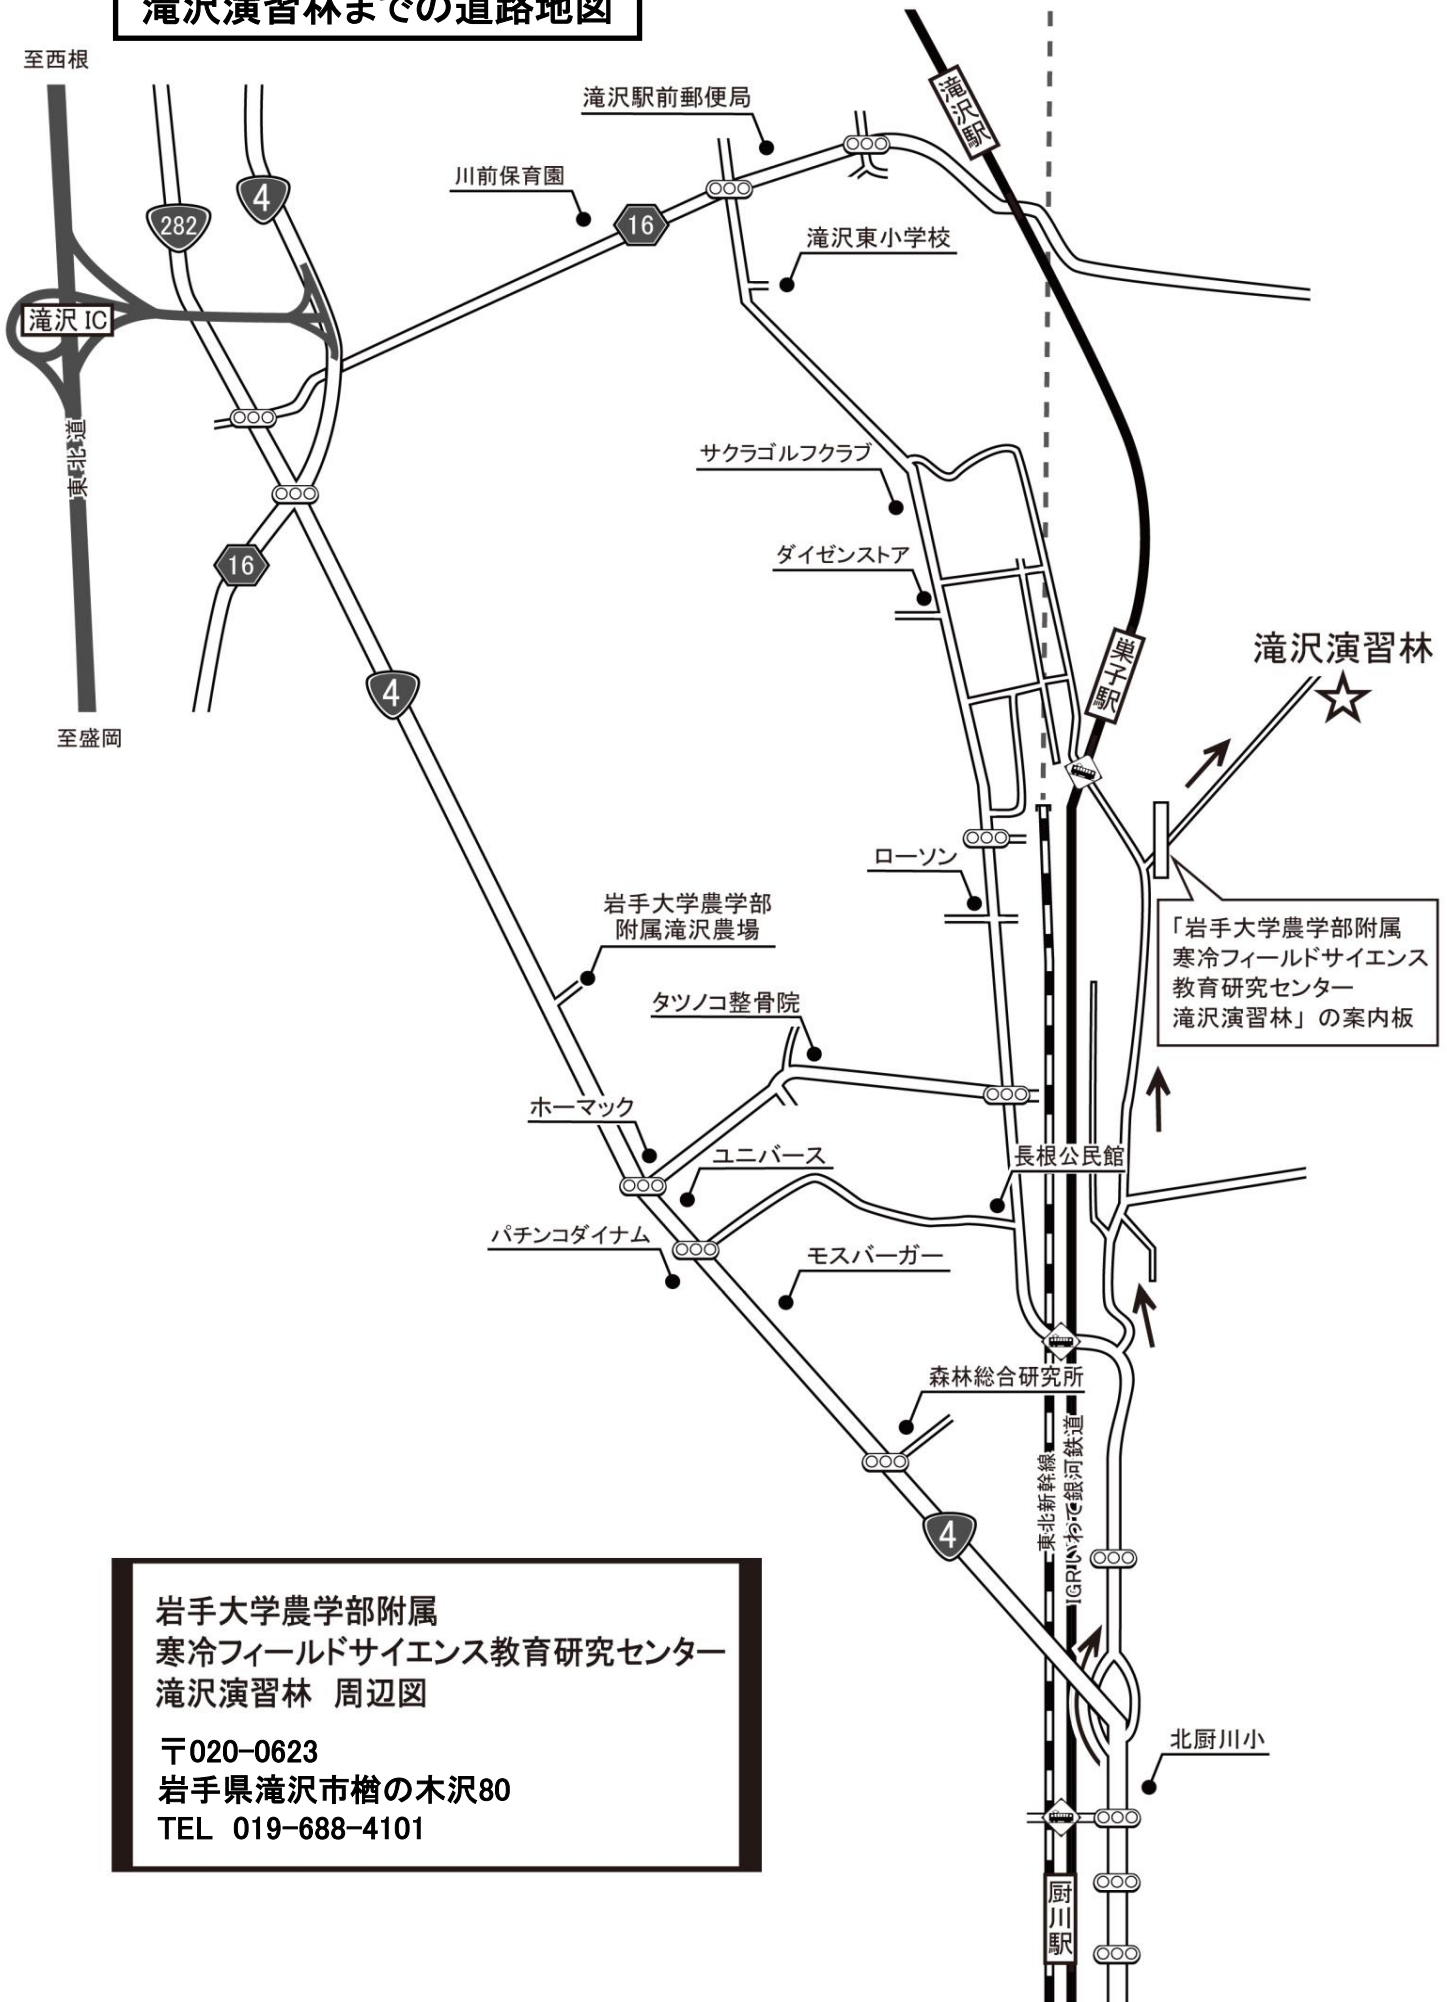 滝沢演習林までの道路地図
至西根
滝沢駅
滝沢駅前郵便局
川前保育園
4
282
16
滝沢東小学校
滝沢 IC
東北道
サクラゴルフクラブ
16
ダイゼンストア
巣子駅
滝沢演習林
4
至盛岡
ローソン
岩手大学農学部
附属滝沢農場
「岩手大学農学部附属
寒冷フィールドサイエンス
教育研究センター
滝沢演習林」の案内板
タツノコ整骨院
ホーマック
ユニバース
長根公民館
パチンコダイナム
モスバーガー
森林総合研究所
東北新幹線
IGRいわて銀河鉄道
4
岩手大学農学部附属
寒冷フィールドサイエンス教育研究センター
滝沢演習林 周辺図
〒020-0623
岩手県滝沢市楢の木沢80
TEL 019-688-4101
北厨川小
厨川駅